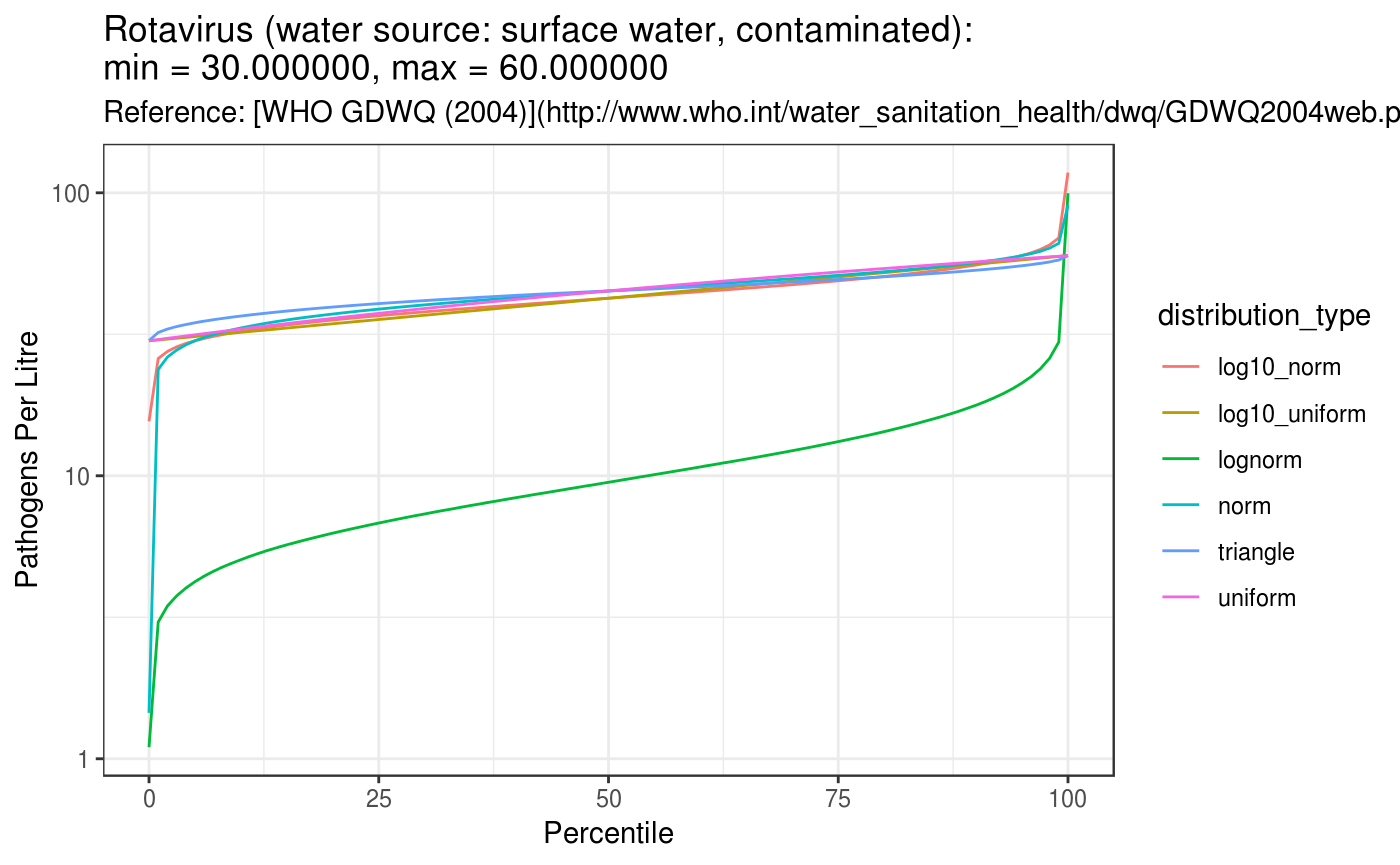 Rotavirus (water source: surface water, contaminated):
min = 30.000000, max = 60.000000
Reference: [WHO GDWQ (2004)](http://www.who.int/water_sanitation_health/dwq/GDWQ2004web.p
Pathogens Per Litre
100
10
1
0 25 50 75 100
Percentile
distribution_type
log10_norm
log10_uniform
lognorm
norm
triangle
uniform